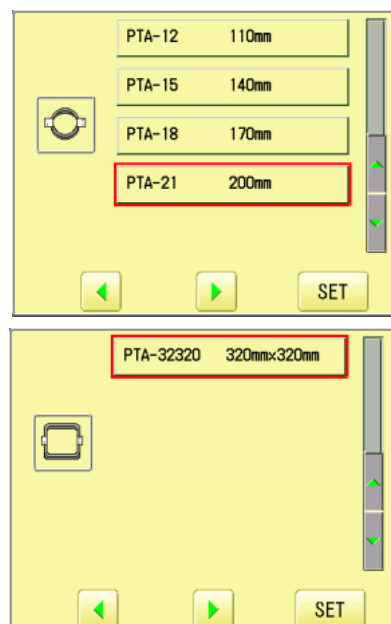 PTA-12 110mm
PTA-15 140mm
PTA-18 170mm
PTA-21 200mm
SET
PTA-32320 320mm×320mm
SET